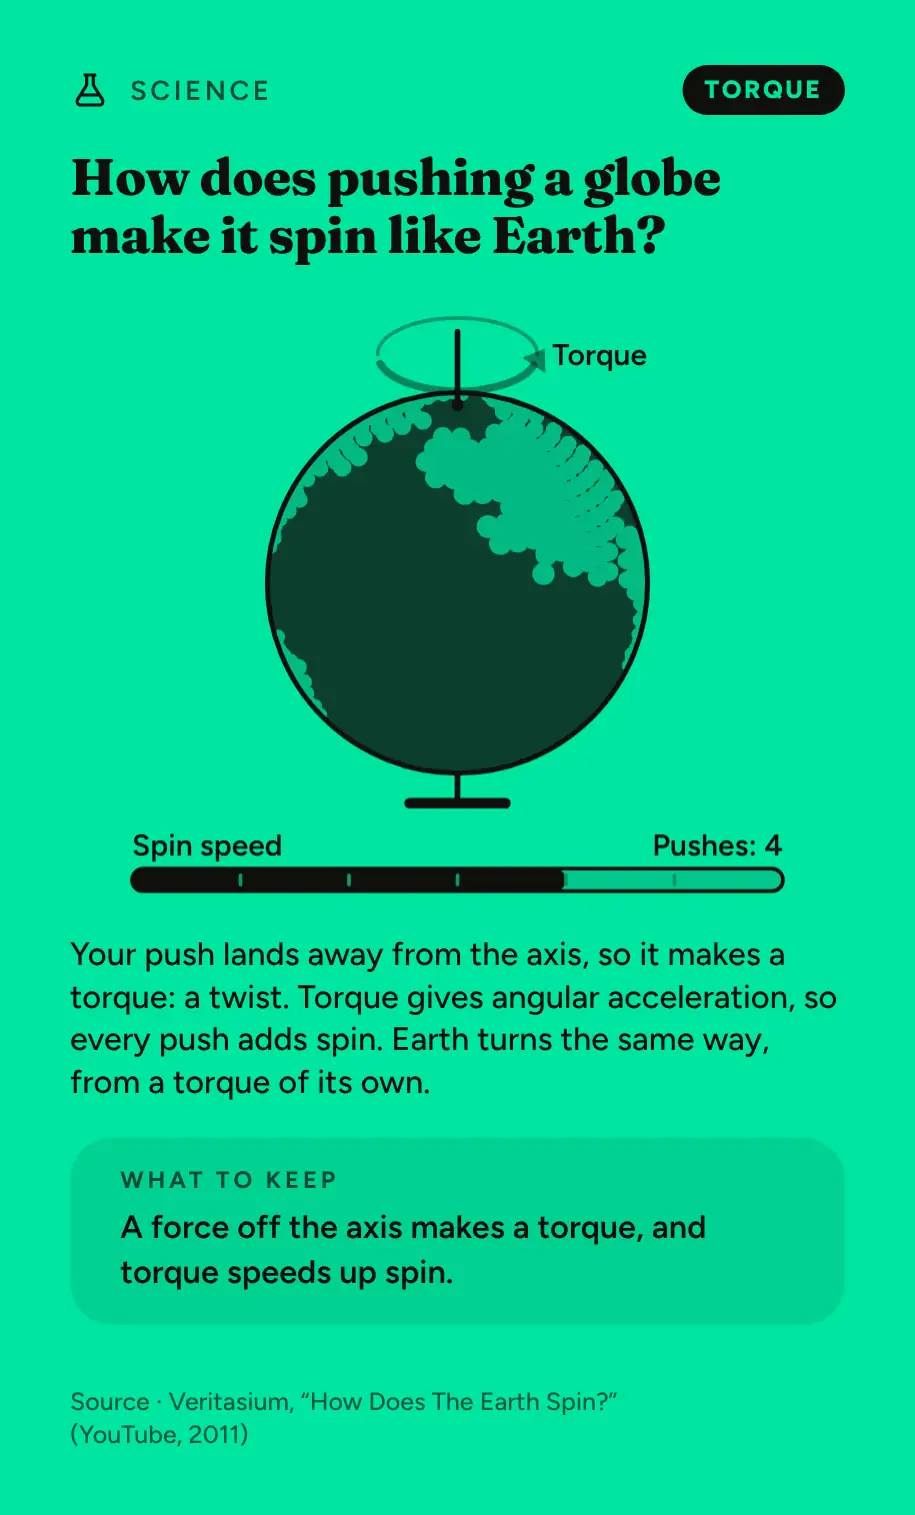 SCIENCE
TORQUE
How does pushing a globe
make it spin like Earth?
Torque
Spin speed
Pushes: 4
Your push lands away from the axis, so it makes a
torque: a twist. Torque gives angular acceleration, so
every push adds spin. Earth turns the same way,
from a torque of its own.
WHAT TO KEEP
A force off the axis makes a torque, and
torque speeds up spin.
Source · Veritasium, “How Does The Earth Spin?”
(YouTube, 2011)